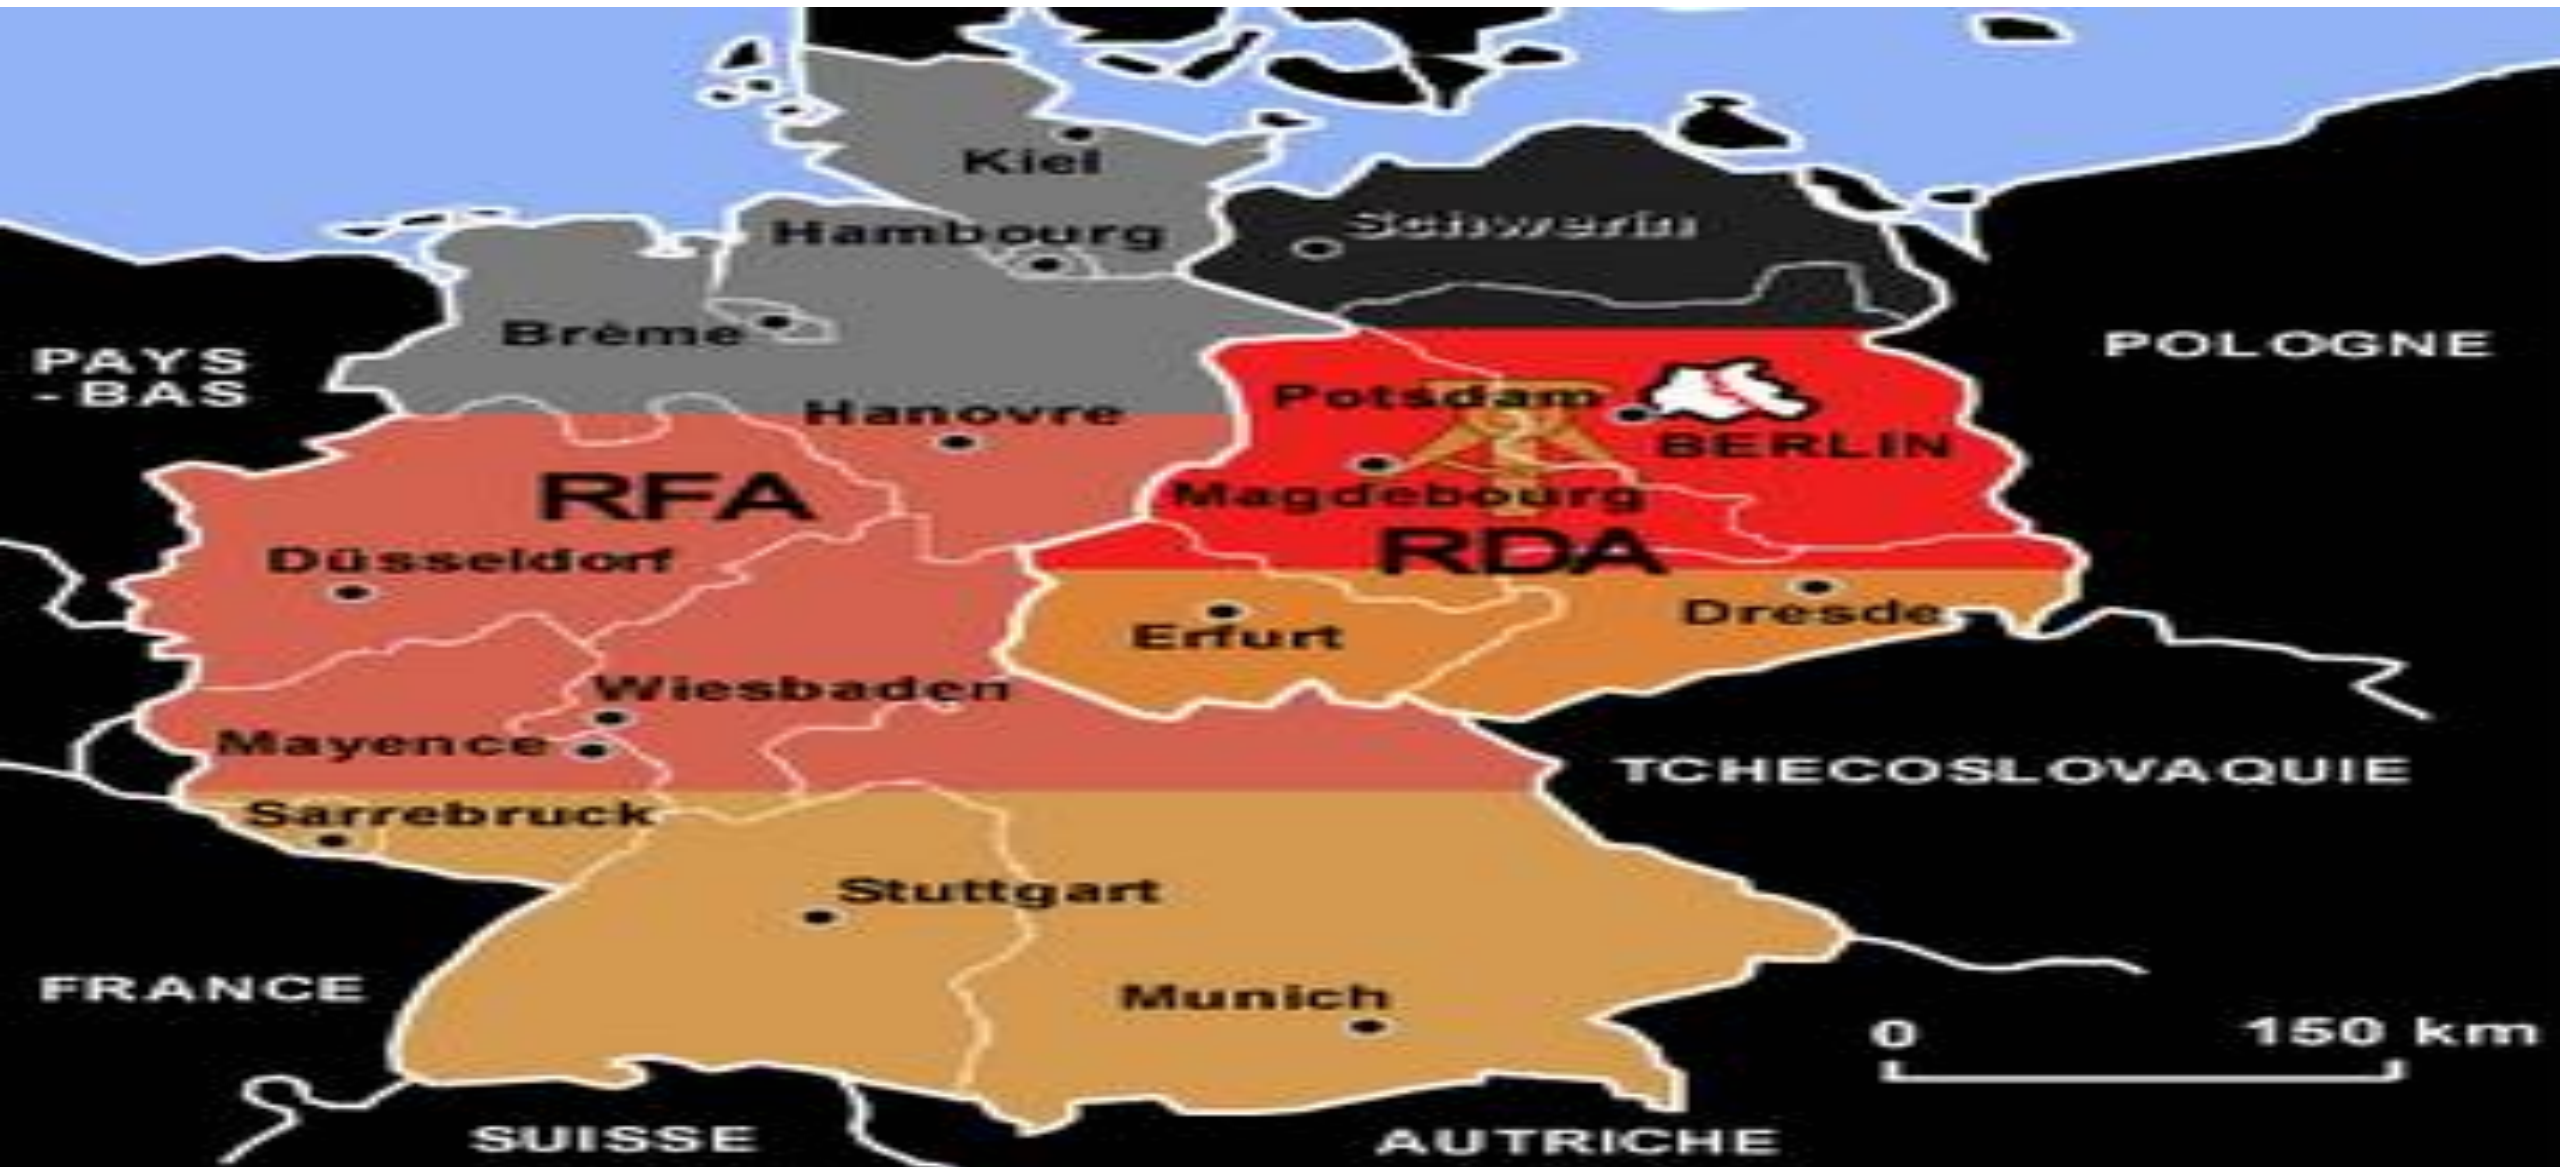 Kiel
Hambourg
Schwerin
Brême
PAYS
-BAS
POLOGNE
Hanovre
Potsdam
BERLIN
RFA
Magdebourg
RDA
Düsseldorf
Dresde
Erfurt
Wiesbaden
Mayence
TCHECOSLOVAQUIE
Sarrebruck
Stuttgart
FRANCE
Munich
0 150 km
SUISSE
AUTRICHE